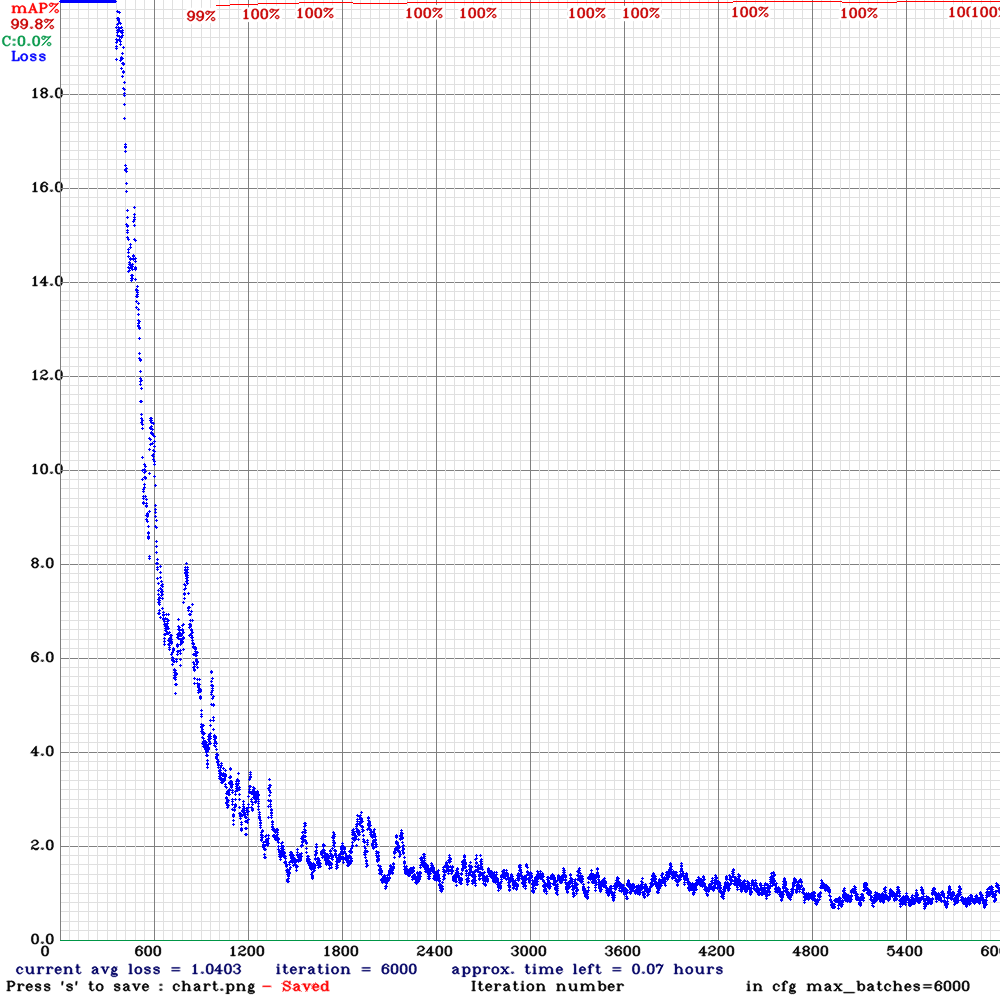 mAP%
99.8%
C:0.0%
Loss
99% 100% 100% 100% 100% 100% 100% 100% 100% 100% 100%
18.0
16.0
14.0
12.0
10.0
8.0
6.0
4.0
2.0
0.0
0 600 1200 1800 2400 3000 3600 4200 4800 5400 60
current avg loss = 1.0403 iteration = 6000 approx. time left = 0.07 hours
Press 's' to save : chart.png - Saved Iteration number in cfg max_batches=6000